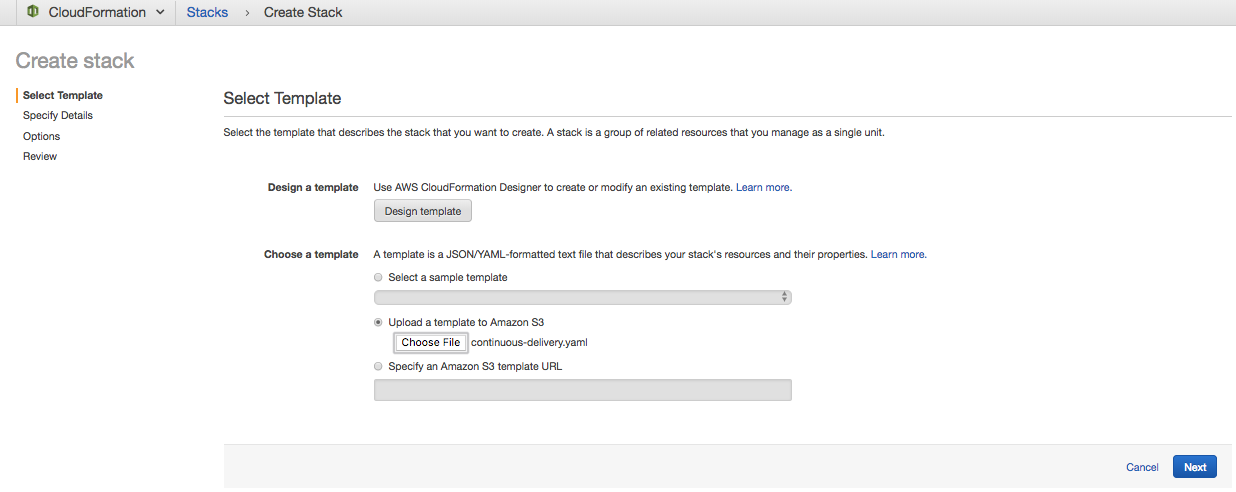 CloudFormation Stacks > Create Stack
Create stack
Select Template
Specify Details
Options
Review
Select Template
Select the template that describes the stack that you want to create. A stack is a group of related resources that you manage as a single unit.
Design a template Use AWS CloudFormation Designer to create or modify an existing template. Learn more.
Design template
Choose a template A template is a JSON/YAML-formatted text file that describes your stack's resources and their properties. Learn more.
Select a sample template
Upload a template to Amazon S3
Choose File continuous-delivery.yaml
Specify an Amazon S3 template URL
Cancel Next